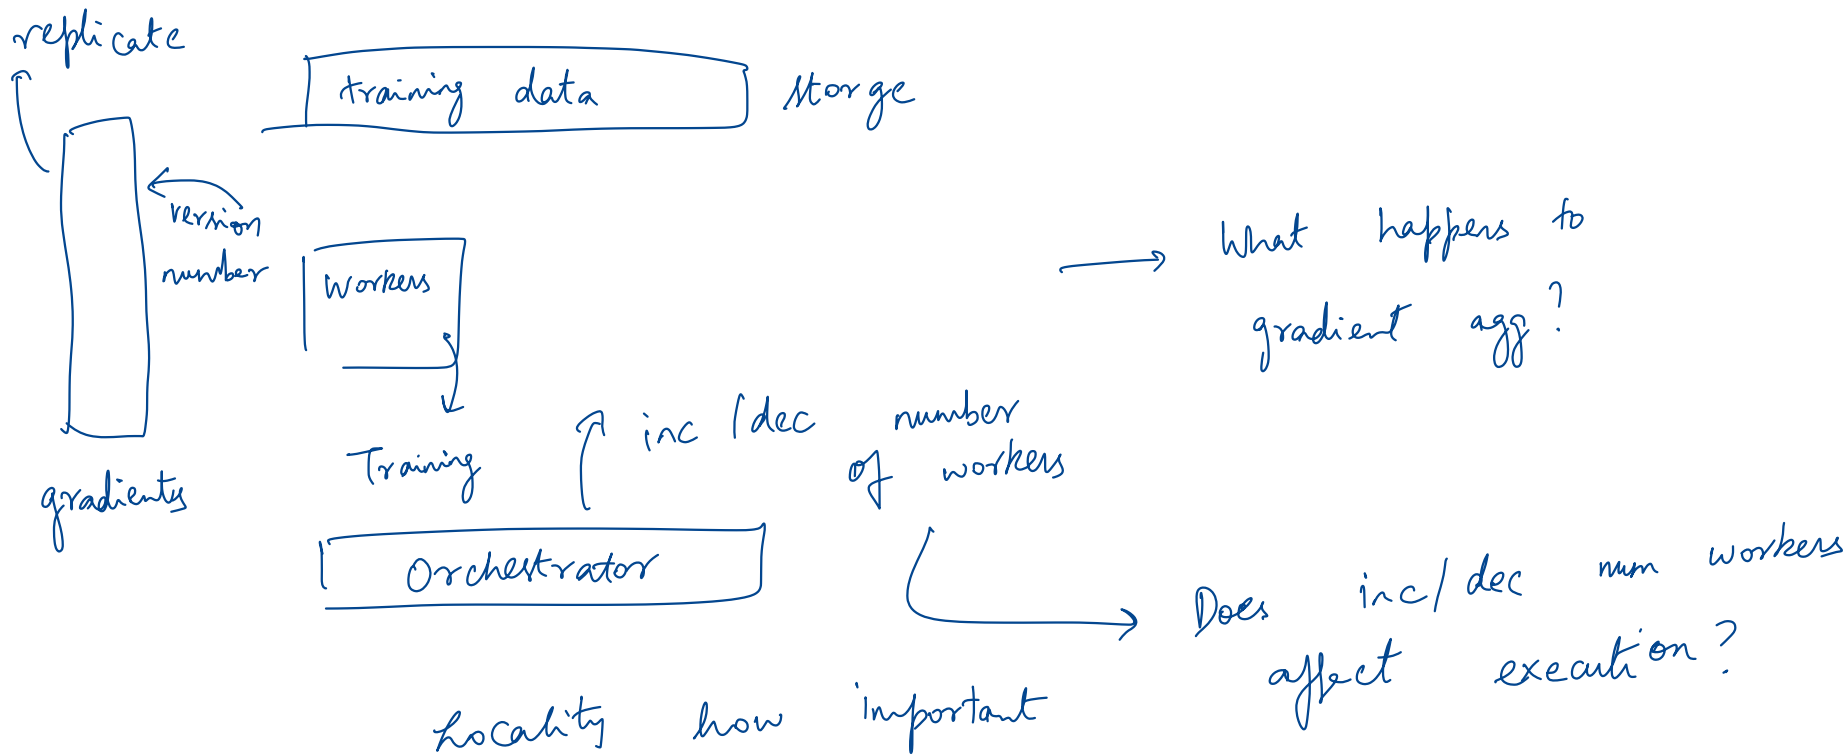 replicate
training data
storge
version
number
workers
What happens to
gradient agg?
Training
inc / dec number
of workers
gradients
Orchestrator
Does inc/dec num workers
affect execution?
Locality how important